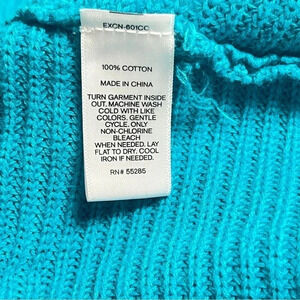 EXCN-601CC
100% COTTON
MADE IN CHINA
TURN GARMENT INSIDE
OUT. MACHINE WASH
COLD WITH LIKE
COLORS. GENTLE
CYCLE. ONLY
NON-CHLORINE
BLEACH
WHEN NEEDED. LAY
FLAT TO DRY. COOL
IRON IF NEEDED.
RN# 55285